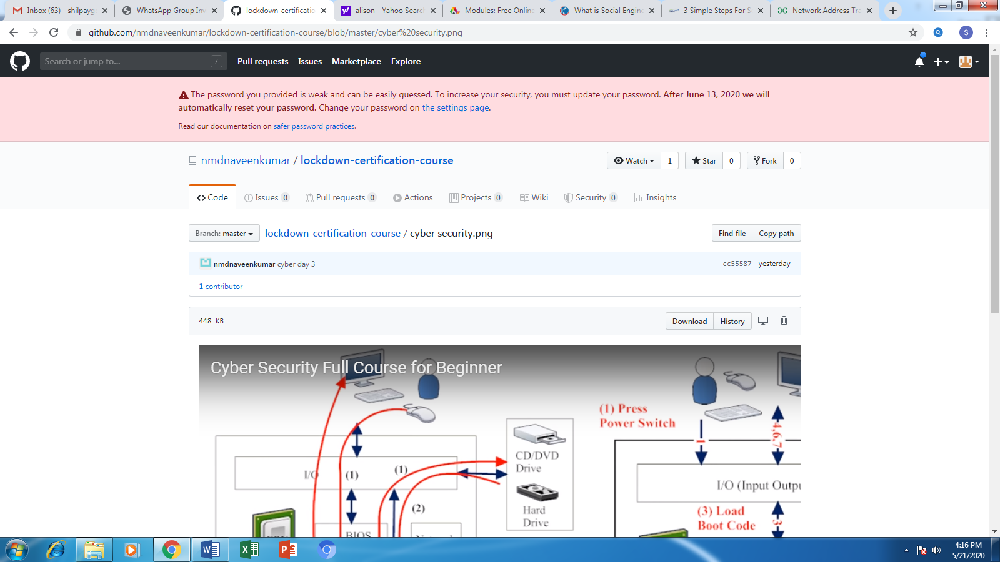 Inbox (63) - shilpayg
WhatsApp Group Inv
lockdown-certificatio
alison - Yahoo Search
Modules: Free Online
What is Social Engine
3 Simple Steps For S
Network Address Tra
github.com/nmdnaveenkumar/lockdown-certification-course/blob/master/cyber%20security.png
S
Search or jump to...
/
Pull requests
Issues
Marketplace
Explore
The password you provided is weak and can be easily guessed. To increase your security, you must update your password. After June 13, 2020 we will
automatically reset your password. Change your password on the settings page.
Read our documentation on safer password practices.
nmdnaveenkumar / lockdown-certification-course
Watch 1
Star 0
Fork 0
Code
Issues 0
Pull requests 0
Actions
Projects 0
Wiki
Security 0
Insights
Branch: master
lockdown-certification-course / cyber security.png
Find file
Copy path
nmdnaveenkumar cyber day 3
cc55587 yesterday
1 contributor
448 KB
Download
History
Cyber Security Full Course for Beginner
(1) Press
Power Switch
1
4,6,7
CD/DVD
Drive
I/O
(1)
(1)
(2)
Hard
Drive
I/O (Input Outpu
(3) Load
Boot Code
3
BIOS
4:16 PM
5/21/2020